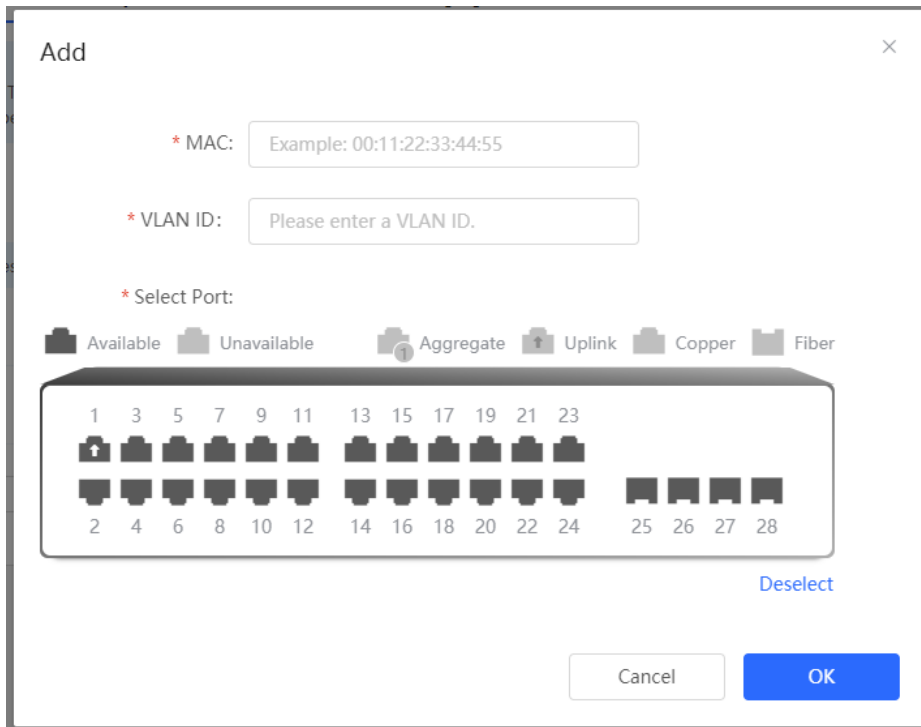 Add
* MAC:
Example: 00:11:22:33:44:55
* VLAN ID:
Please enter a VLAN ID.
* Select Port:
Available Unavailable 1 Aggregate Uplink Copper Fiber
1 3 5 7 9 11 13 15 17 19 21 23
2 4 6 8 10 12 14 16 18 20 22 24 25 26 27 28
Deselect
Cancel OK